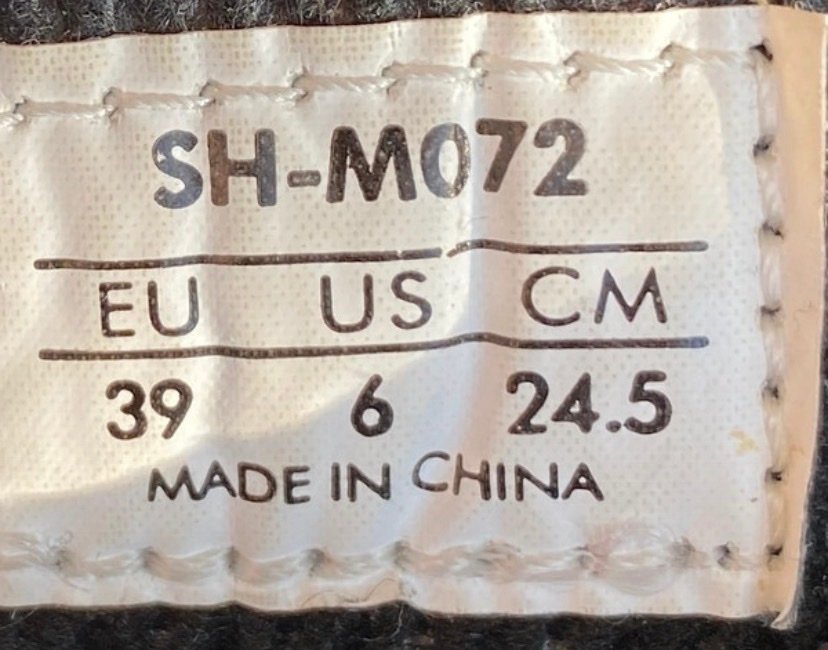 SH-M072
EU US CM
39 6 24.5
MADE IN CHINA